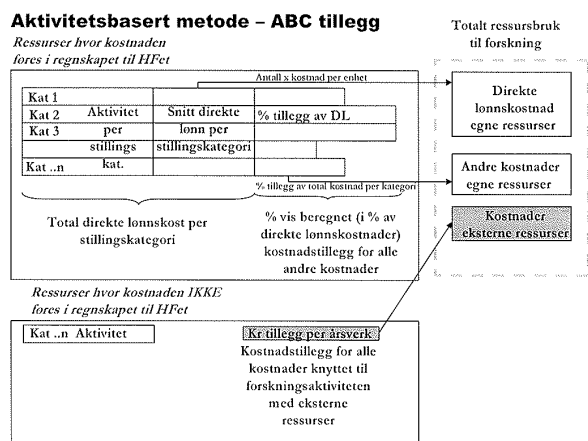 Aktivitetsbasert metode – ABC tillegg
Ressurser hvor kostnaden
føres i regnskapet til HFet
Totalt ressursbruk
til forskning
Antall x kostnad per enhet
Kat 1
Kat 2
Kat 3
Kat ..n
Aktivitet
per
stillings
kat.
Snitt direkte
lønn per
stillingskategori
% tillegg av DL
% tillegg av total kostnad per kategori
Total direkte lønnskost per
stillingskategori
% vis beregnet (i % av
direkte lønnskostnader)
kostnadstillegg for alle
andre kostnader
Direkte
lønnskostnad
egne ressurser
Andre kostnader
egne ressurser
Kostnader
eksterne ressurser
Ressurser hvor kostnaden IKKE
føres i regnskapet til HFet
Kat ..n Aktivitet
Kr tillegg per årsverk
Kostnadstillegg for alle
kostnader knyttet til
forskningsaktiviteten
med eksterne
ressurser